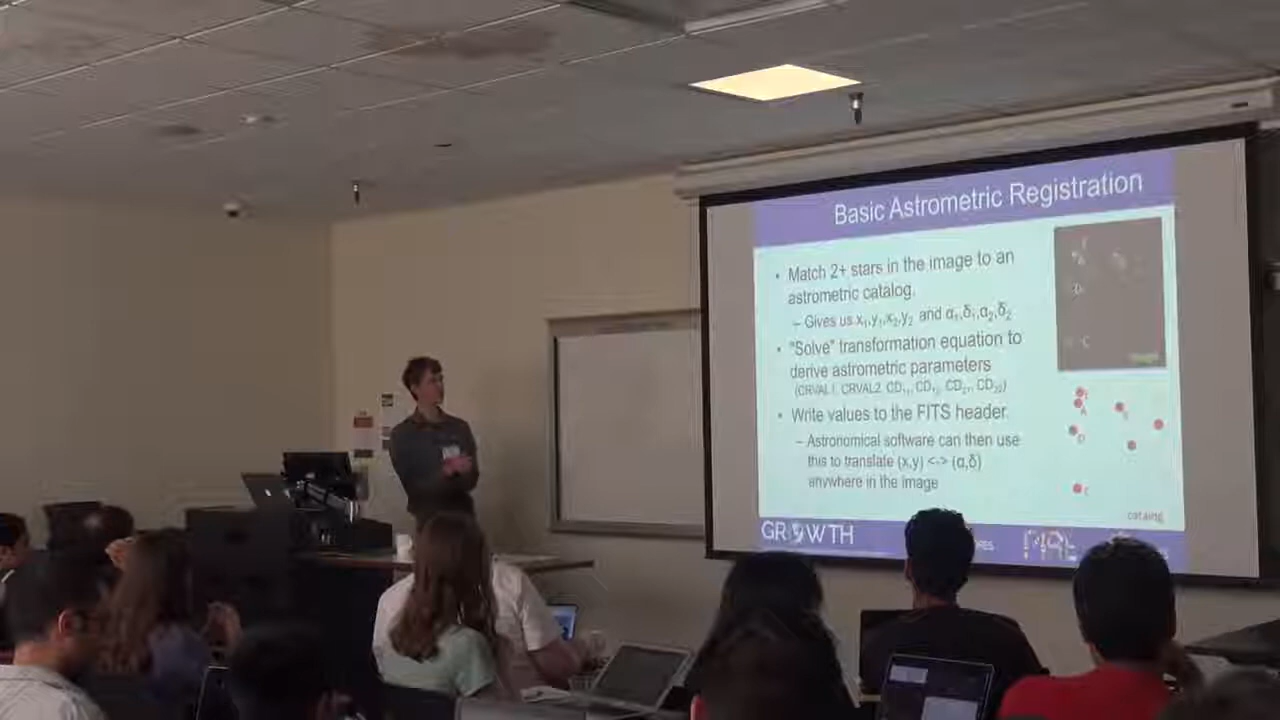 Basic Astrometric Registration
• Match 2+ stars in the image to an
astrometric catalog.
– Gives us x₁,y₁,x₂,y₂ and α₁,δ₁,α₂,δ₂
• "Solve" transformation equation to
derive astrometric parameters
(CRVAL1, CRVAL2, CD₁₁, CD₁₂, CD₂₁, CD₂₂)
• Write values to the FITS header.
– Astronomical software can then use
this to translate (x,y) <-> (α,δ)
anywhere in the image
A
D
C
A
D
C
catalog
GROWTH